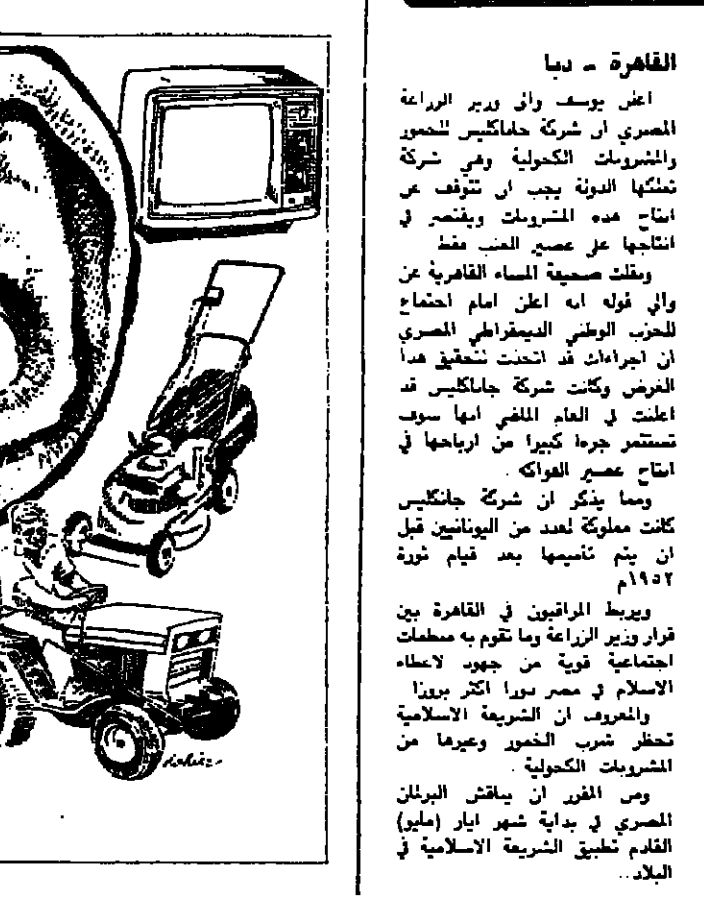 القاهرة - دبا
اعلن يوسف والي وزير الزراعة
المصري ان شركة جاناكليس للخمور
والمشروبات الكحولية وهي شركة
تملكها الدولة يجب ان تتوقف عن
انتاج هذه المشروبات ويقتصر في
انتاجها على عصير العنب فقط
ونقلت صحيفة المساء القاهرية عن
والي قوله انه اعلن امام اجتماع
للحزب الوطني الديمقراطي المصري
ان اجراءات قد اتخذت لتحقيق هذا
الغرض وكانت شركة جاناكليس قد
اعلنت في العام الماضي انها سوف
تستثمر جزءا كبيرا من ارباحها في
انتاج عصير الفواكه .
ومما يذكر ان شركة جانكليس
كانت مملوكة لعدد من اليونانيين قبل
ان يتم تأميمها بعد قيام ثورة
١٩٥٢م
ويربط المراقبون في القاهرة بين
قرار وزير الزراعة وما تقوم به منظمات
اجتماعية قوية من جهود لاعطاء
الاسلام في مصر دورا اكثر بروزا
والمعروف ان الشريعة الاسلامية
تحظر شرب الخمور وغيرها من
المشروبات الكحولية .
ومن المقرر ان يناقش البرلمان
المصري في بداية شهر ايار (مايو)
القادم تطبيق الشريعة الاسلامية في
البلاد ..